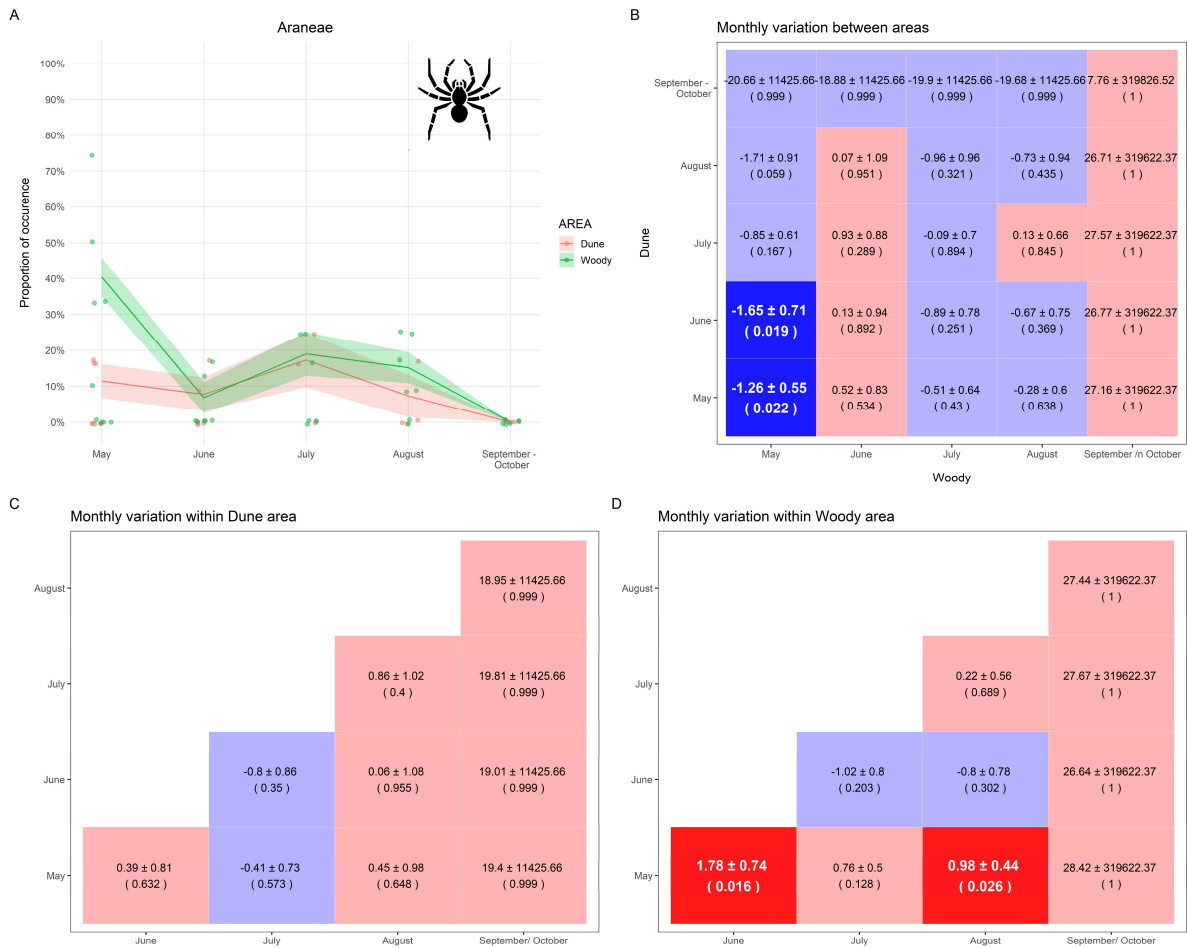 A
Araneae
100%
90%
80%
70%
60%
50%
40%
30%
20%
10%
0%
Proportion of occurence
May
June
July
August
September -
October
AREA
Dune
Woody
B
Monthly variation between areas
September -
October
August
July
June
May
Dune
-20.66 ± 11425.66 -18.88 ± 11425.66 -19.9 ± 11425.66 -19.68 ± 11425.66 7.76 ± 319826.52
( 0.999 ) ( 0.999 ) ( 0.999 ) ( 0.999 ) ( 1 )
-1.71 ± 0.91 0.07 ± 1.09 -0.96 ± 0.96 -0.73 ± 0.94 26.71 ± 319622.37
( 0.059 ) ( 0.951 ) ( 0.321 ) ( 0.435 ) ( 1 )
-0.85 ± 0.61 0.93 ± 0.88 -0.09 ± 0.7 0.13 ± 0.66 27.57 ± 319622.37
( 0.167 ) ( 0.289 ) ( 0.894 ) ( 0.845 ) ( 1 )
-1.65 ± 0.71 0.13 ± 0.94 -0.89 ± 0.78 -0.67 ± 0.75 26.77 ± 319622.37
( 0.019 ) ( 0.892 ) ( 0.251 ) ( 0.369 ) ( 1 )
-1.26 ± 0.55 0.52 ± 0.83 -0.51 ± 0.64 -0.28 ± 0.6 27.16 ± 319622.37
( 0.022 ) ( 0.534 ) ( 0.43 ) ( 0.638 ) ( 1 )
May June July August September /n October
Woody
C
Monthly variation within Dune area
August
July
June
May
18.95 ± 11425.66
( 0.999 )
0.86 ± 1.02 19.81 ± 11425.66
( 0.4 ) ( 0.999 )
-0.8 ± 0.86 0.06 ± 1.08 19.01 ± 11425.66
( 0.35 ) ( 0.955 ) ( 0.999 )
0.39 ± 0.81 -0.41 ± 0.73 0.45 ± 0.98 19.4 ± 11425.66
( 0.632 ) ( 0.573 ) ( 0.648 ) ( 0.999 )
June July August September/ October
D
Monthly variation within Woody area
August
July
June
May
27.44 ± 319622.37
( 1 )
0.22 ± 0.56 27.67 ± 319622.37
( 0.689 ) ( 1 )
-1.02 ± 0.8 -0.8 ± 0.78 26.64 ± 319622.37
( 0.203 ) ( 0.302 ) ( 1 )
1.78 ± 0.74 0.76 ± 0.5 0.98 ± 0.44 28.42 ± 319622.37
( 0.016 ) ( 0.128 ) ( 0.026 ) ( 1 )
June July August September/ October